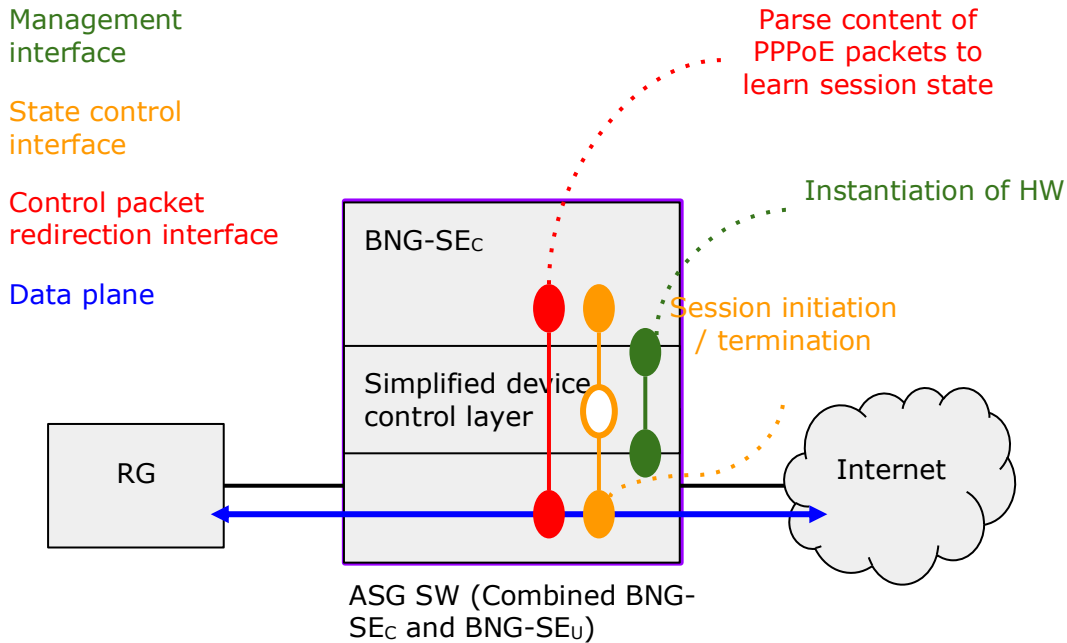 Management
interface
State control
interface
Control packet
redirection interface
Data plane
Parse content of
PPPoE packets to
learn session state
Instantiation of HW
Session initiation
/ termination
BNG-SEC
Simplified device
control layer
RG
Internet
ASG SW (Combined BNG-
SEC and BNG-SEU)